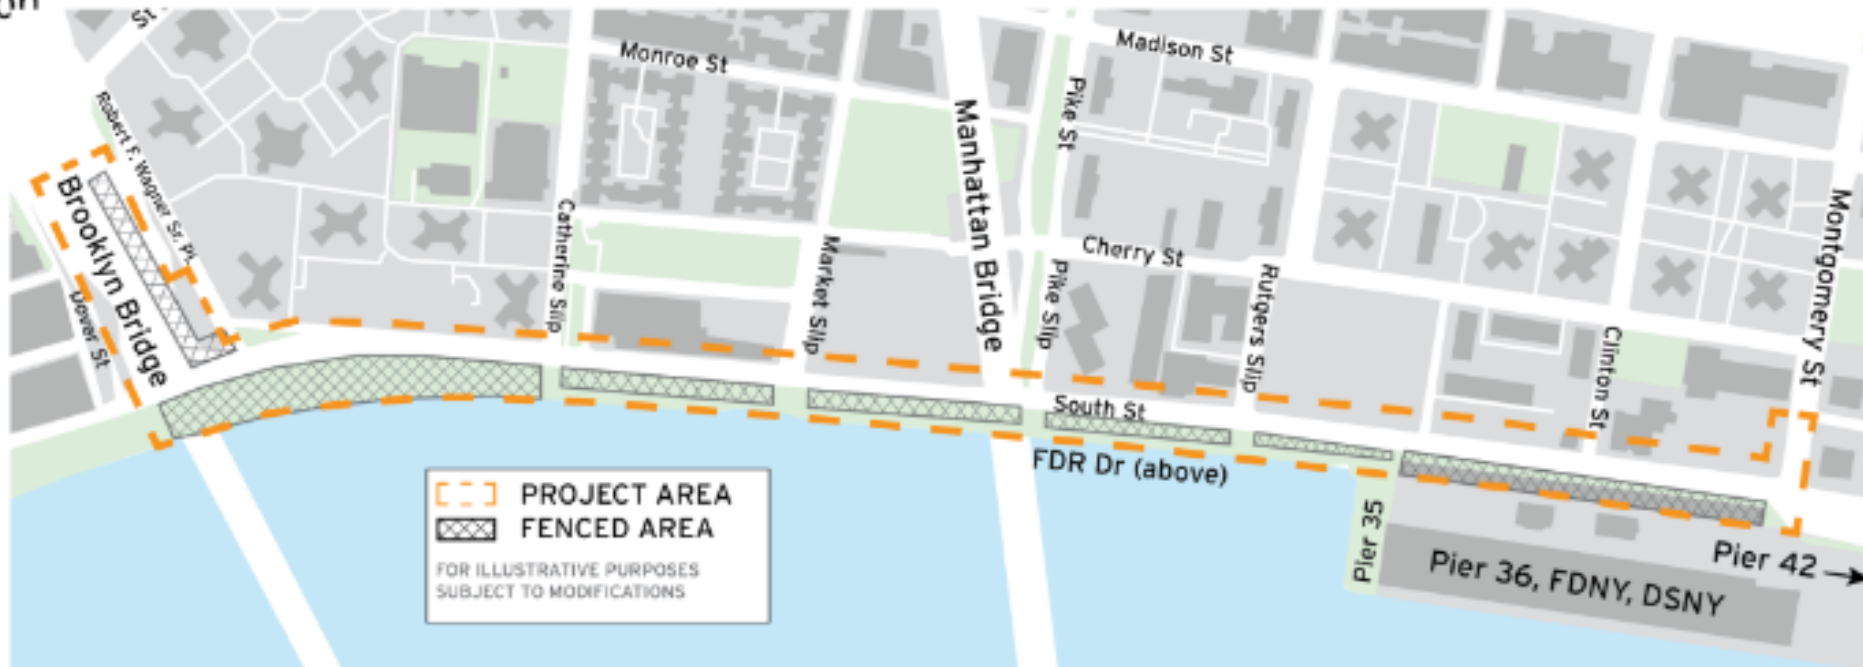 St
Monroe St
Madison St
Robert F. Wagner Sr. Pl.
Brooklyn Bridge
Dover St
Catherine Slip
Market Slip
Manhattan Bridge
Pike St
Cherry St
Pike Slip
Rutgers Slip
Clinton St
Montgomery St
South St
FDR Dr (above)
PROJECT AREA
FENCED AREA
FOR ILLUSTRATIVE PURPOSES
SUBJECT TO MODIFICATIONS
Pier 35
Pier 36, FDNY, DSNY
Pier 42